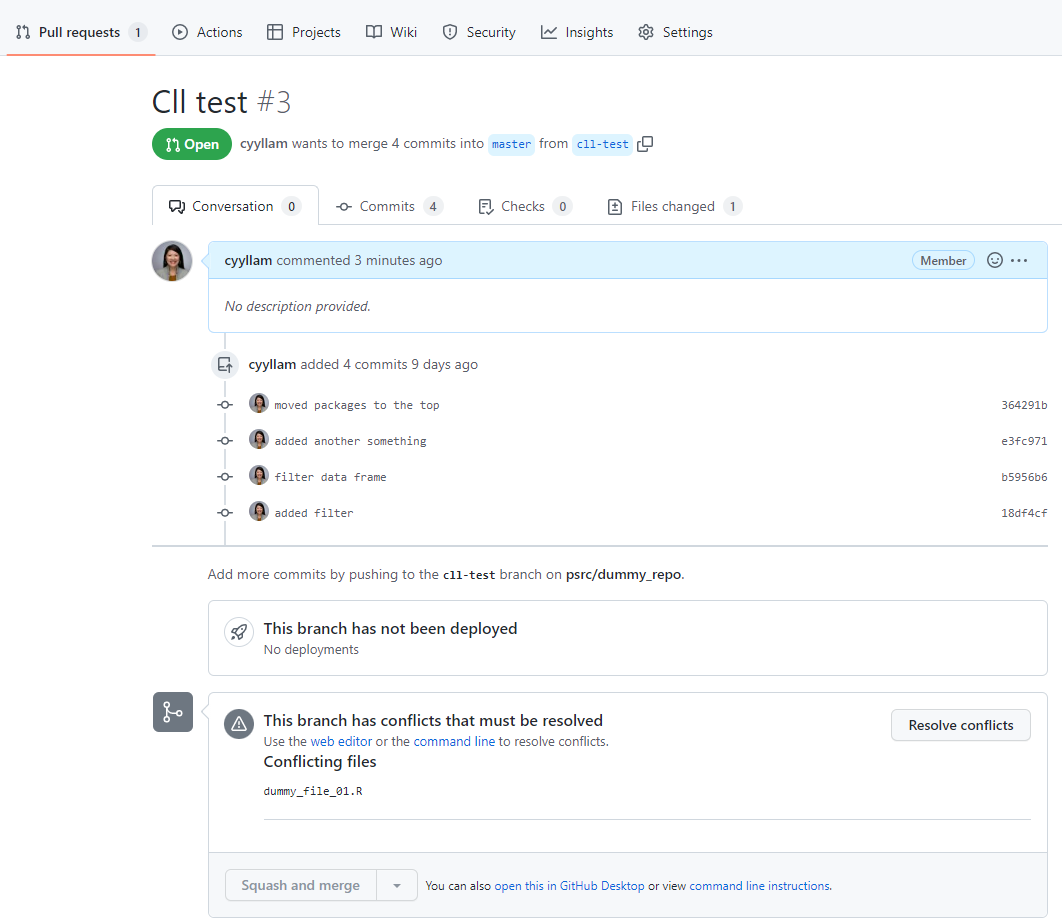 Pull requests 1 Actions Projects Wiki Security Insights Settings
Cll test #3
Open cyyllam wants to merge 4 commits into master from cll-test
Conversation 0 Commits 4 Checks 0 Files changed 1
cyyllam commented 3 minutes ago Member
No description provided.
cyyllam added 4 commits 9 days ago
moved packages to the top 364291b
added another something e3fc971
filter data frame b5956b6
added filter 18df4cf
Add more commits by pushing to the cll-test branch on psrc/dummy_repo.
This branch has not been deployed
No deployments
This branch has conflicts that must be resolved
Use the web editor or the command line to resolve conflicts.
Resolve conflicts
Conflicting files
dummy_file_01.R
Squash and merge You can also open this in GitHub Desktop or view command line instructions.